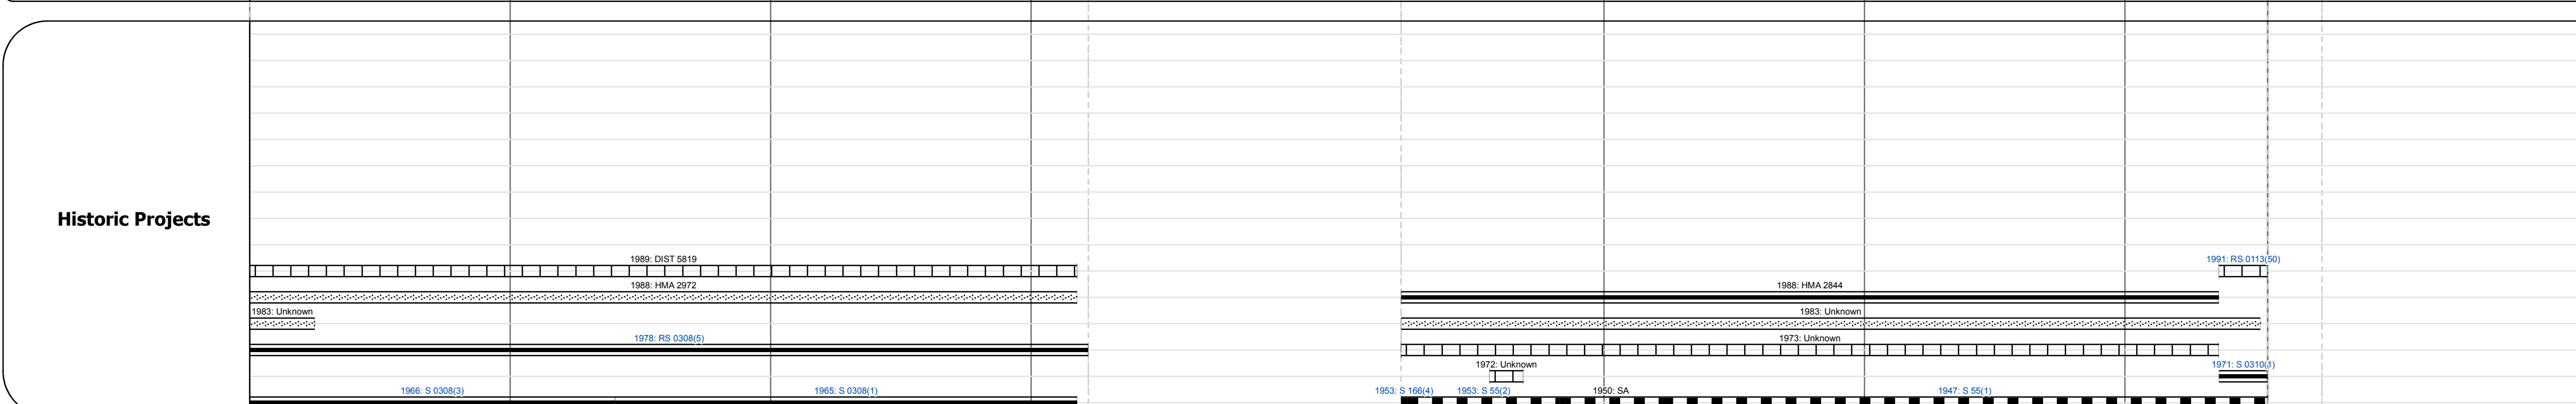 Historic Projects
1989: DIST 5819
1991: RS 0113(50)
1988: HMA 2972
1988: HMA 2844
1983: Unknown
1983: Unknown
1978: RS 0308(5)
1973: Unknown
1972: Unknown
1971: S 0310(1)
1966: S 0308(3)
1965: S 0308(1)
1953: S 166(4)
1953: S 55(2)
1950: SA
1947: S 55(1)